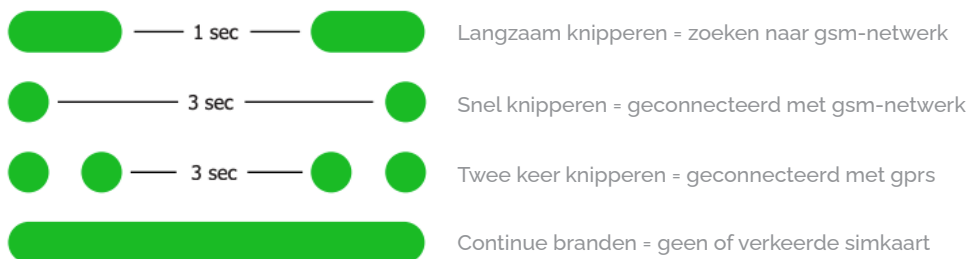 1 sec Langzaam knipperen = zoeken naar gsm-netwerk
3 sec Snel knipperen = geconnecteerd met gsm-netwerk
3 sec Twee keer knipperen = geconnecteerd met gprs
Continue branden = geen of verkeerde simkaart